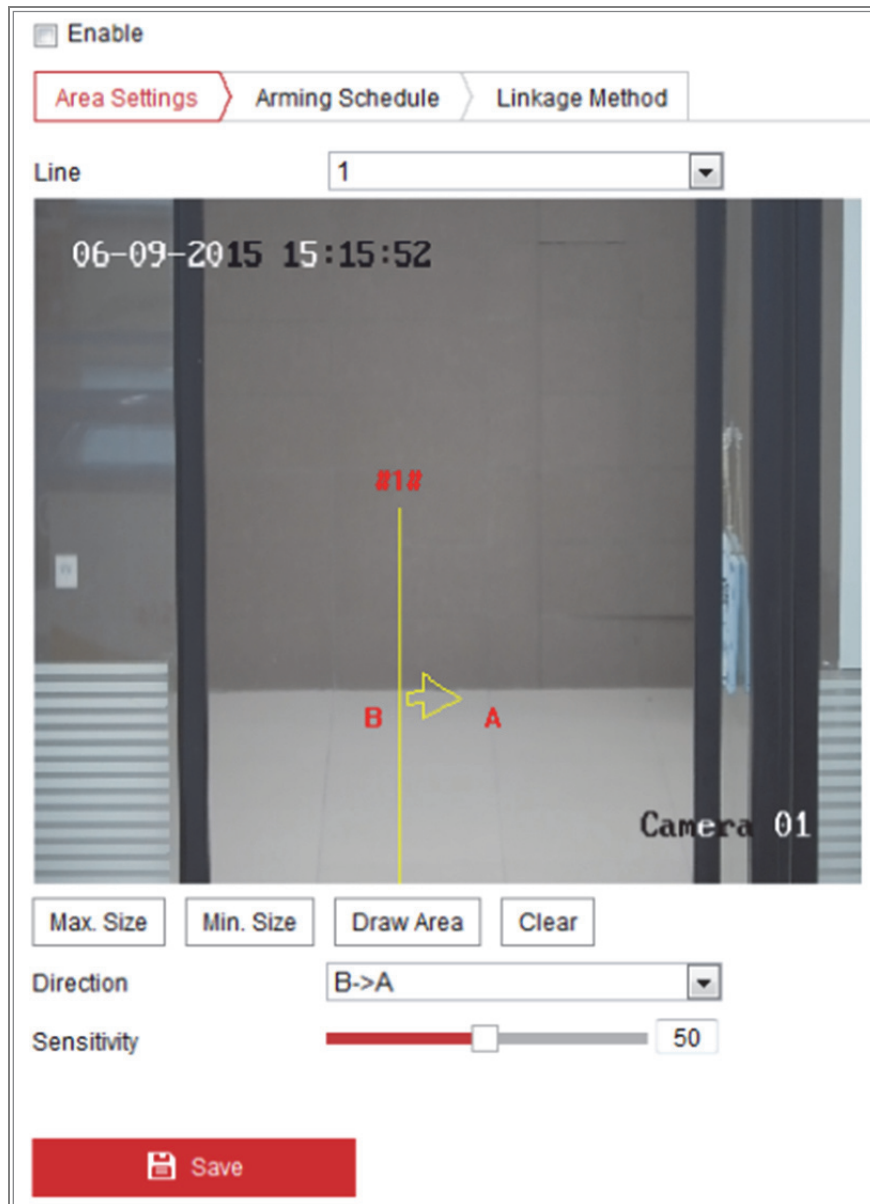 Enable
Area Settings Arming Schedule Linkage Method
Line 1
06-09-2015 15:15:52
#1#
B A
Camera 01
Max. Size Min. Size Draw Area Clear
Direction B->A
Sensitivity 50
Save